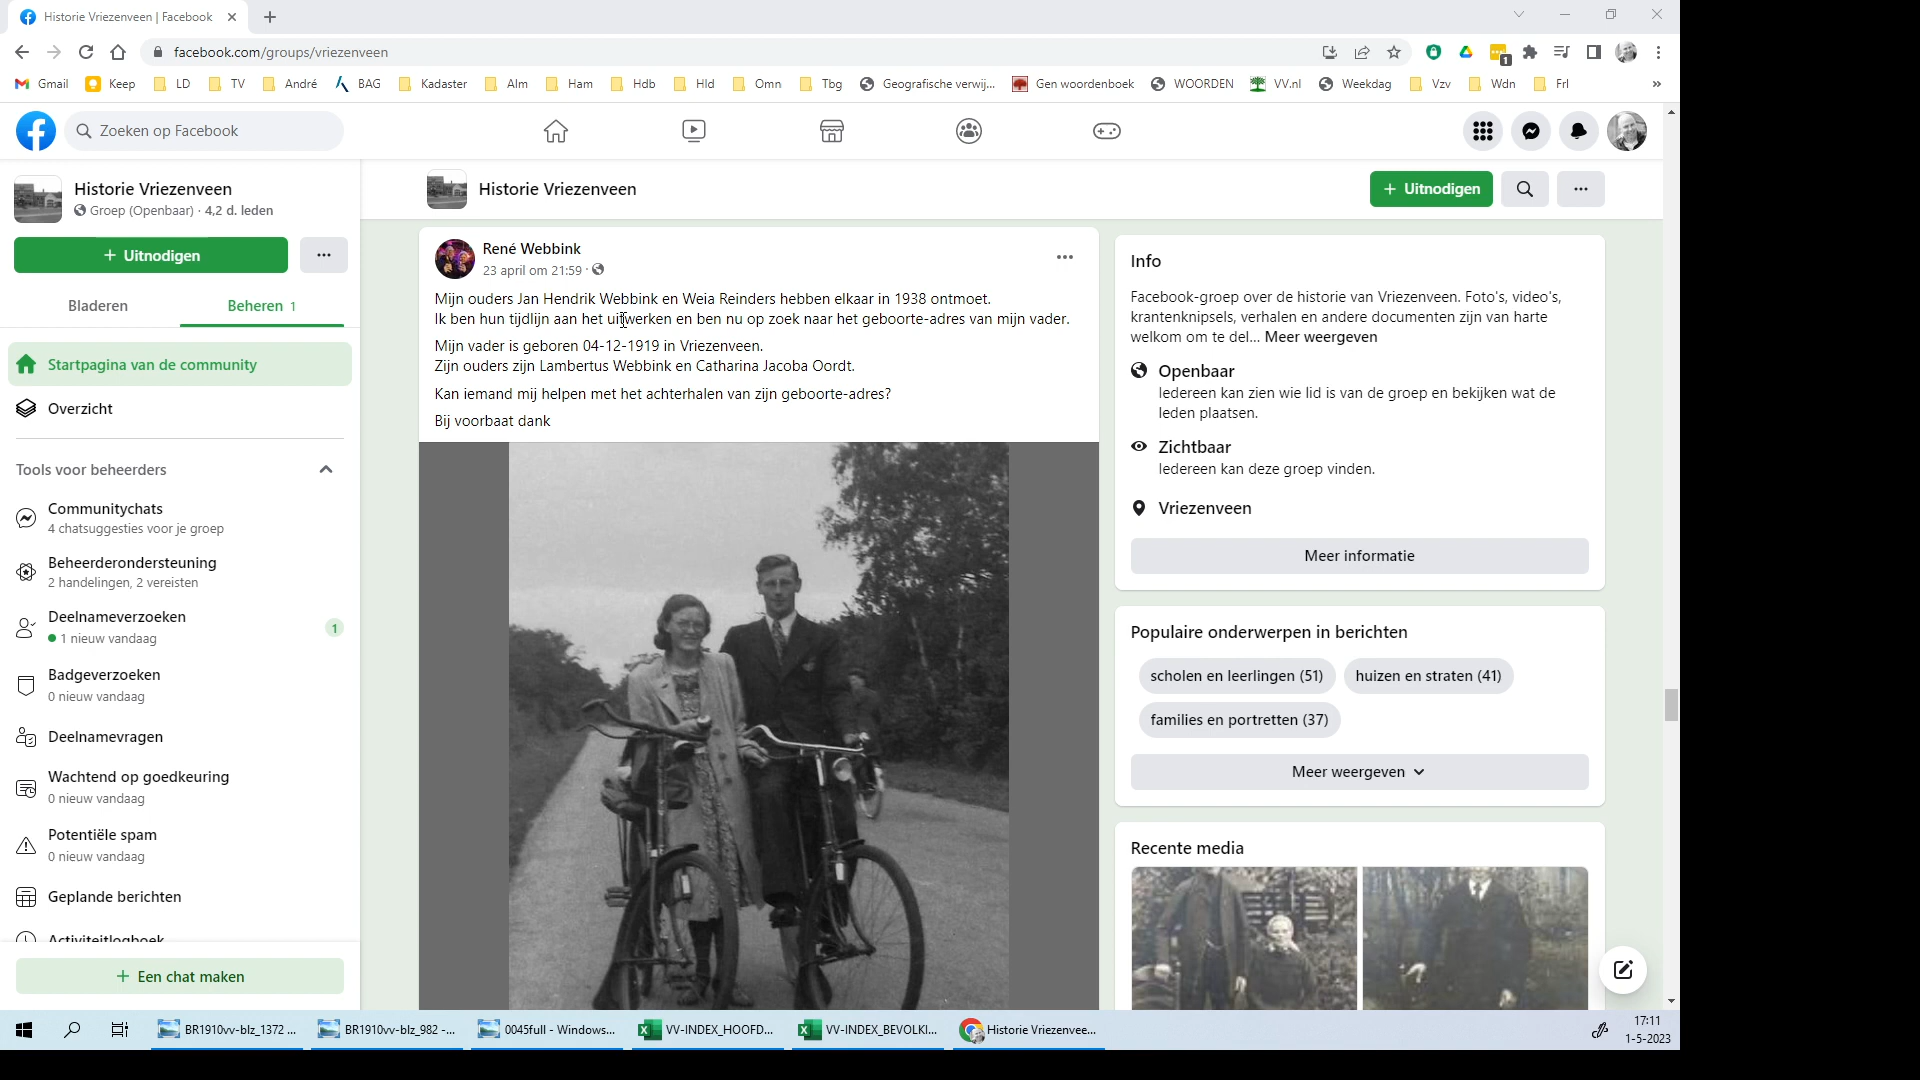 Historie Vriezenveen | Facebook
facebook.com/groups/vriezenveen
1
Gmail Keep LD TV André BAG Kadaster Alm Ham Hdb Hld Omn Tbg Geografische verwij... Gen woordenboek WOORDEN VV.nl Weekdag Vzv Wdn Frl »
Zoeken op Facebook
Historie Vriezenveen
Groep (Openbaar) · 4,2 d. leden
+ Uitnodigen
Bladeren
Beheren 1
Startpagina van de community
Overzicht
Tools voor beheerders
Communitychats
4 chatsuggesties voor je groep
Beheerderondersteuning
2 handelingen, 2 vereisten
Deelnameverzoeken
1 nieuw vandaag
1
Badgeverzoeken
0 nieuw vandaag
Deelnamevragen
Wachtend op goedkeuring
0 nieuw vandaag
Potentiële spam
0 nieuw vandaag
Geplande berichten
Activiteitlogboek
+ Een chat maken
Historie Vriezenveen
+ Uitnodigen
René Webbink
23 april om 21:59 ·
Mijn ouders Jan Hendrik Webbink en Weia Reinders hebben elkaar in 1938 ontmoet.
Ik ben hun tijdlijn aan het uitwerken en ben nu op zoek naar het geboorte-adres van mijn vader.
Mijn vader is geboren 04-12-1919 in Vriezenveen.
Zijn ouders zijn Lambertus Webbink en Catharina Jacoba Oordt.
Kan iemand mij helpen met het achterhalen van zijn geboorte-adres?
Bij voorbaat dank
Info
Facebook-groep over de historie van Vriezenveen. Foto's, video's,
krantenknipsels, verhalen en andere documenten zijn van harte
welkom om te del... Meer weergeven
Openbaar
Iedereen kan zien wie lid is van de groep en bekijken wat de
leden plaatsen.
Zichtbaar
Iedereen kan deze groep vinden.
Vriezenveen
Meer informatie
Populaire onderwerpen in berichten
scholen en leerlingen (51)
huizen en straten (41)
families en portretten (37)
Meer weergeven
Recente media
BR1910vv-blz_1372 ...
BR1910vv-blz_982 -...
0045full - Windows...
VV-INDEX_HOOFD...
VV-INDEX_BEVOLKI...
Historie Vriezenvee...
17:11
1-5-2023